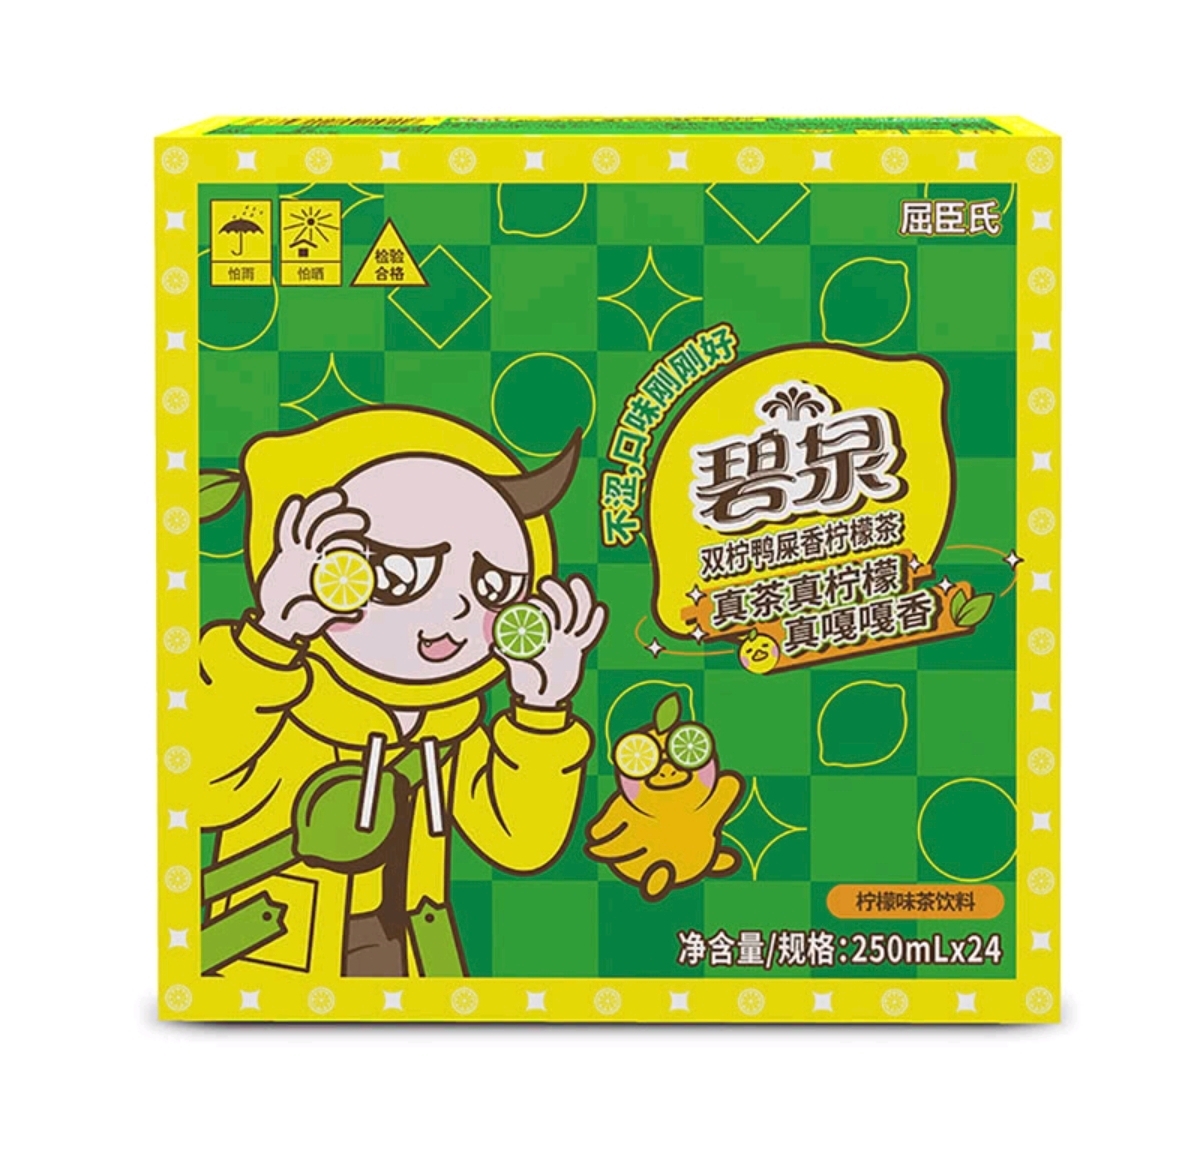 怕雨
怕晒
检验
合格
屈臣氏
不涩,口味刚刚好
碧泉
双柠鸭屎香柠檬茶
真茶真柠檬
真嘎嘎香
柠檬味茶饮料
净含量/规格:250mLx24